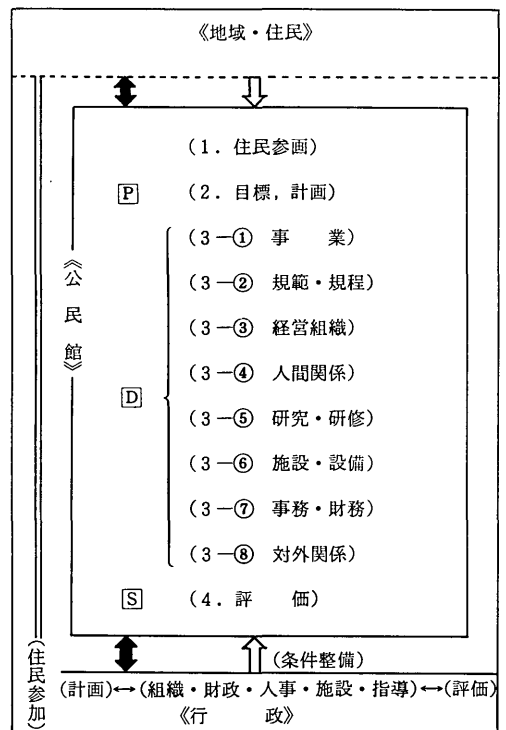 《地域・住民》
(1．住民参画)
P (2．目標，計画)
(3—① 事　業)
(3—② 規範・規程)
(3—③ 経営組織)
《公民館》
(3—④ 人間関係)
D
(3—⑤ 研究・研修)
(3—⑥ 施設・設備)
(3—⑦ 事務・財務)
(3—⑧ 対外関係)
S (4．評　価)
(条件整備)
(住民参加)
(計画)↔(組織・財政・人事・施設・指導)↔(評価)
《行　政》